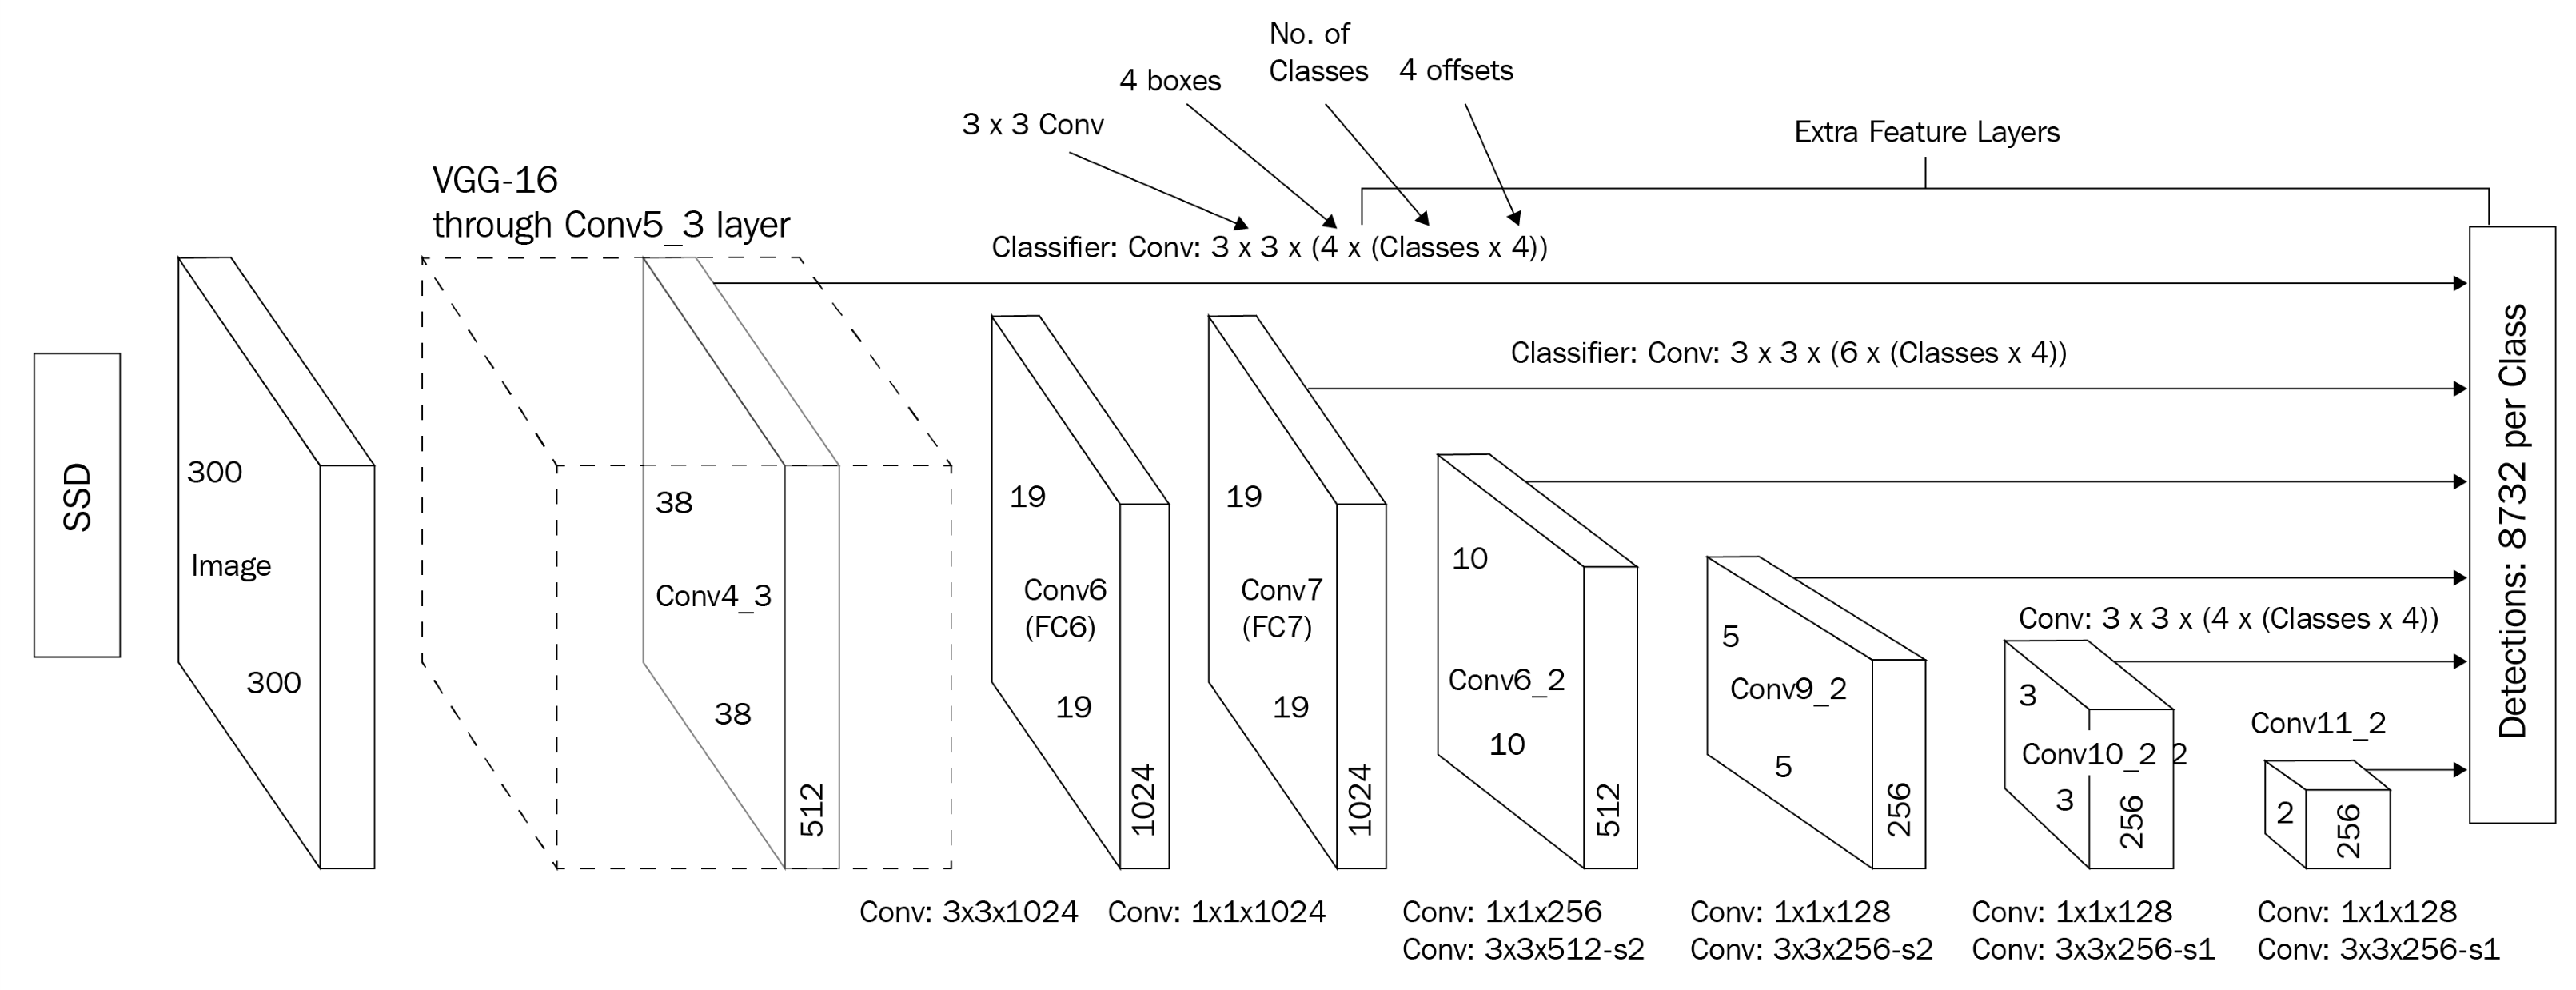 No. of
Classes
4 offsets
4 boxes
3 x 3 Conv
Extra Feature Layers
VGG-16
through Conv5_3 layer
Classifier: Conv: 3 x 3 x (4 x (Classes x 4))
Classifier: Conv: 3 x 3 x (6 x (Classes x 4))
SSD
300
Image
300
38
Conv4_3
38
512
19
Conv6
(FC6)
19
1024
19
Conv7
(FC7)
19
1024
10
Conv6_2
10
512
5
Conv9_2
5
256
Conv: 3 x 3 x (4 x (Classes x 4))
3
Conv10_2 2
3
256
Conv11_2
2
256
Detections: 8732 per Class
Conv: 3x3x1024
Conv: 1x1x1024
Conv: 1x1x256
Conv: 3x3x512-s2
Conv: 1x1x128
Conv: 3x3x256-s2
Conv: 1x1x128
Conv: 3x3x256-s1
Conv: 1x1x128
Conv: 3x3x256-s1